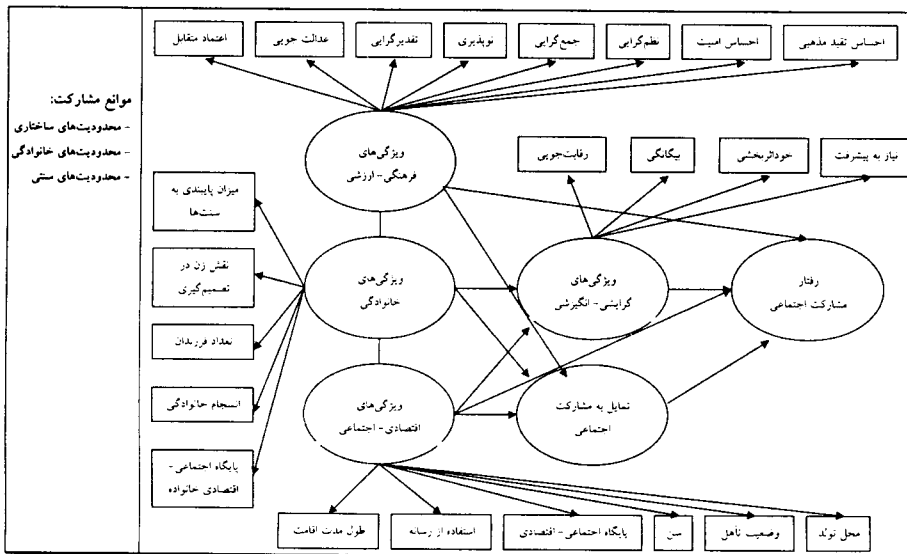 احساس تقید مذهبی
احساس امنیت
نظم‌گرایی
جمع‌گرایی
نوپذیری
تقدیرگرایی
عدالت جویی
اعتماد متقابل
موانع مشارکت:
- محدودیت‌های ساختاری
- محدودیت‌های خانوادگی
- محدودیت‌های سنتی
ویژگی‌های
فرهنگی- ارزشی
نیاز به پیشرفت
خوداثربخشی
بیگانگی
رقابت‌جویی
میزان پایبندی به
سنت‌ها
نقش زن در
تصمیم‌گیری
تعداد فرزندان
انسجام خانوادگی
پایگاه اجتماعی-
اقتصادی خانواده
ویژگی‌های
خانوادگی
ویژگی‌های
گرایشی- انگیزشی
رفتار
مشارکت اجتماعی
ویژگی‌های
اقتصادی- اجتماعی
تمایل به مشارکت
اجتماعی
محل تولد
وضعیت تأهل
سن
پایگاه اجتماعی- اقتصادی
استفاده از رسانه
طول مدت اقامت